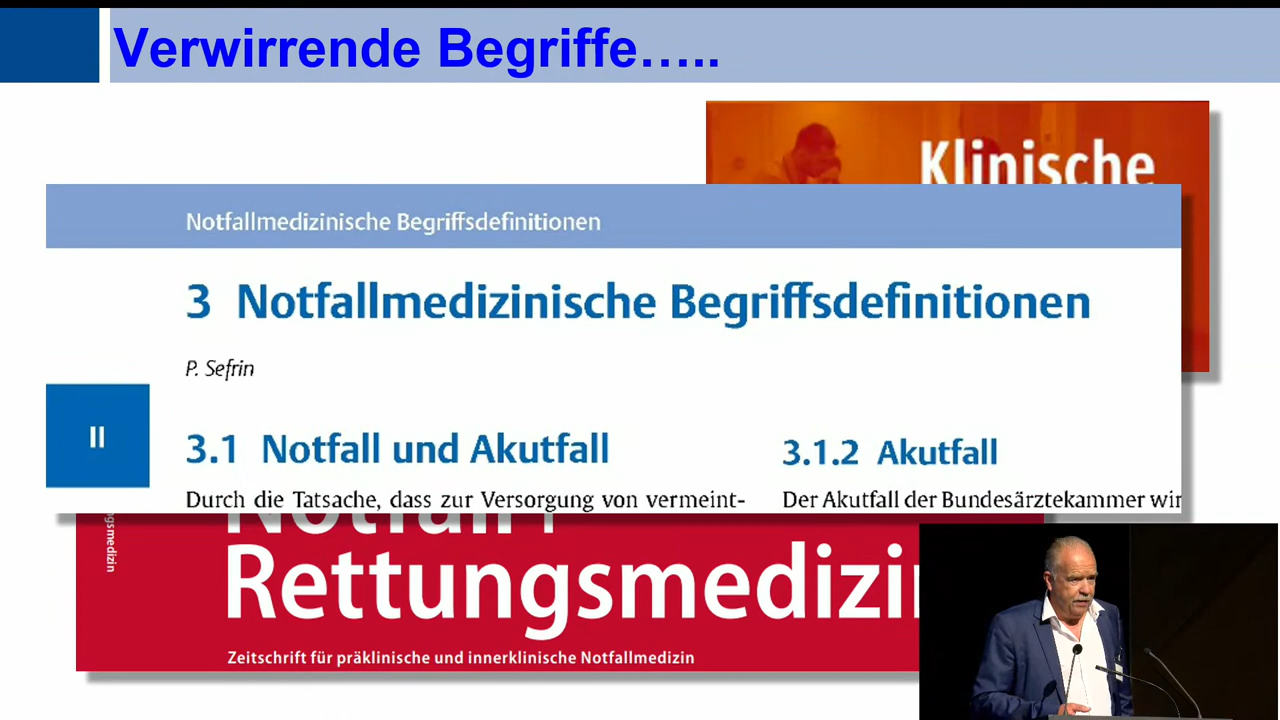 Verwirrende Begriffe…..
Klinische
Notfallmedizinische Begriffsdefinitionen
3 Notfallmedizinische Begriffsdefinitionen
P. Sefrin
II
3.1 Notfall und Akutfall
Durch die Tatsache, dass zur Versorgung von vermeint-
3.1.2 Akutfall
Der Akutfall der Bundesärztekammer wir
Notfall +
Rettungsmedizin
Zeitschrift für präklinische und innerklinische Notfallmedizin